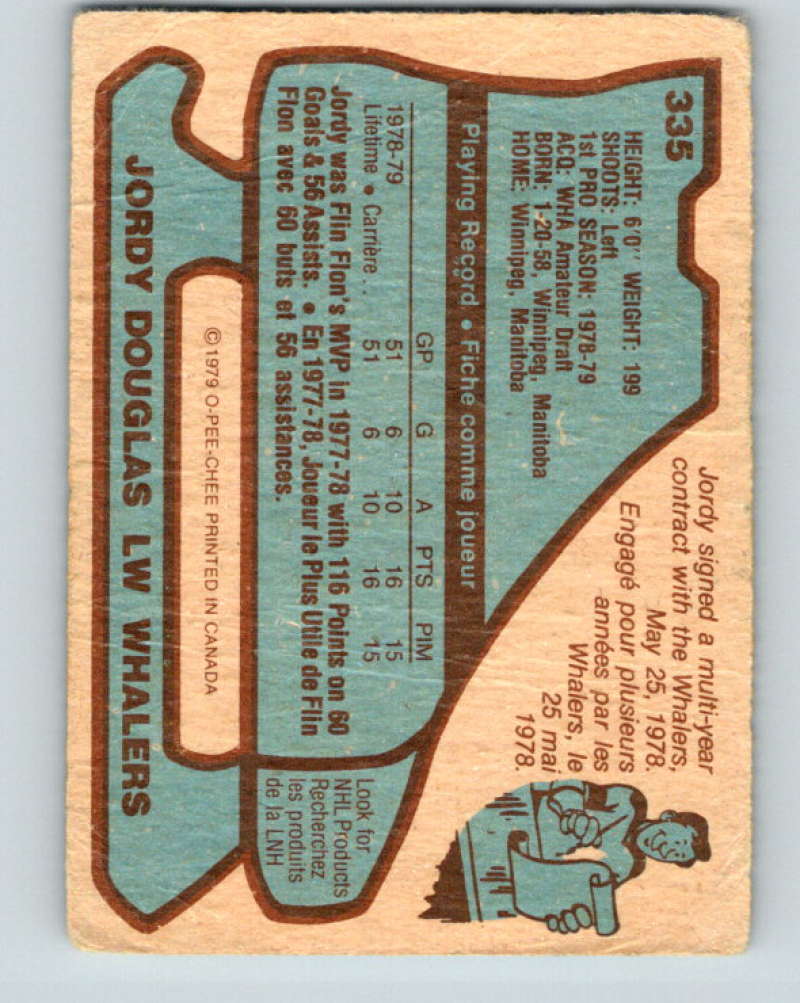 335
HEIGHT: 6'0" WEIGHT: 199
SHOOTS: Left
1st PRO SEASON: 1978-79
ACQ: WHA Amateur Draft
BORN: 1-20-58, Winnipeg, Manitoba
HOME: Winnipeg, Manitoba
Jordy signed a multi-year
contract with the Whalers,
May 25, 1978.
Engagé pour plusieurs
années par les
Whalers, le
25 mai
1978.
Playing Record • Fiche comme joueur
GP G A PTS PIM
1978-79 51 6 10 16 15
Lifetime • Carrière . . 51 6 10 16 15
Jordy was Flin Flon's MVP in 1977-78 with 116 Points on 60
Goals & 56 Assists. • En 1977-78, Joueur le Plus Utile de Flin
Flon avec 60 buts et 56 assistances.
Look for
NHL Products
Recherchez
les produits
de la LNH
©1979 O-PEE-CHEE PRINTED IN CANADA
JORDY DOUGLAS LW WHALERS